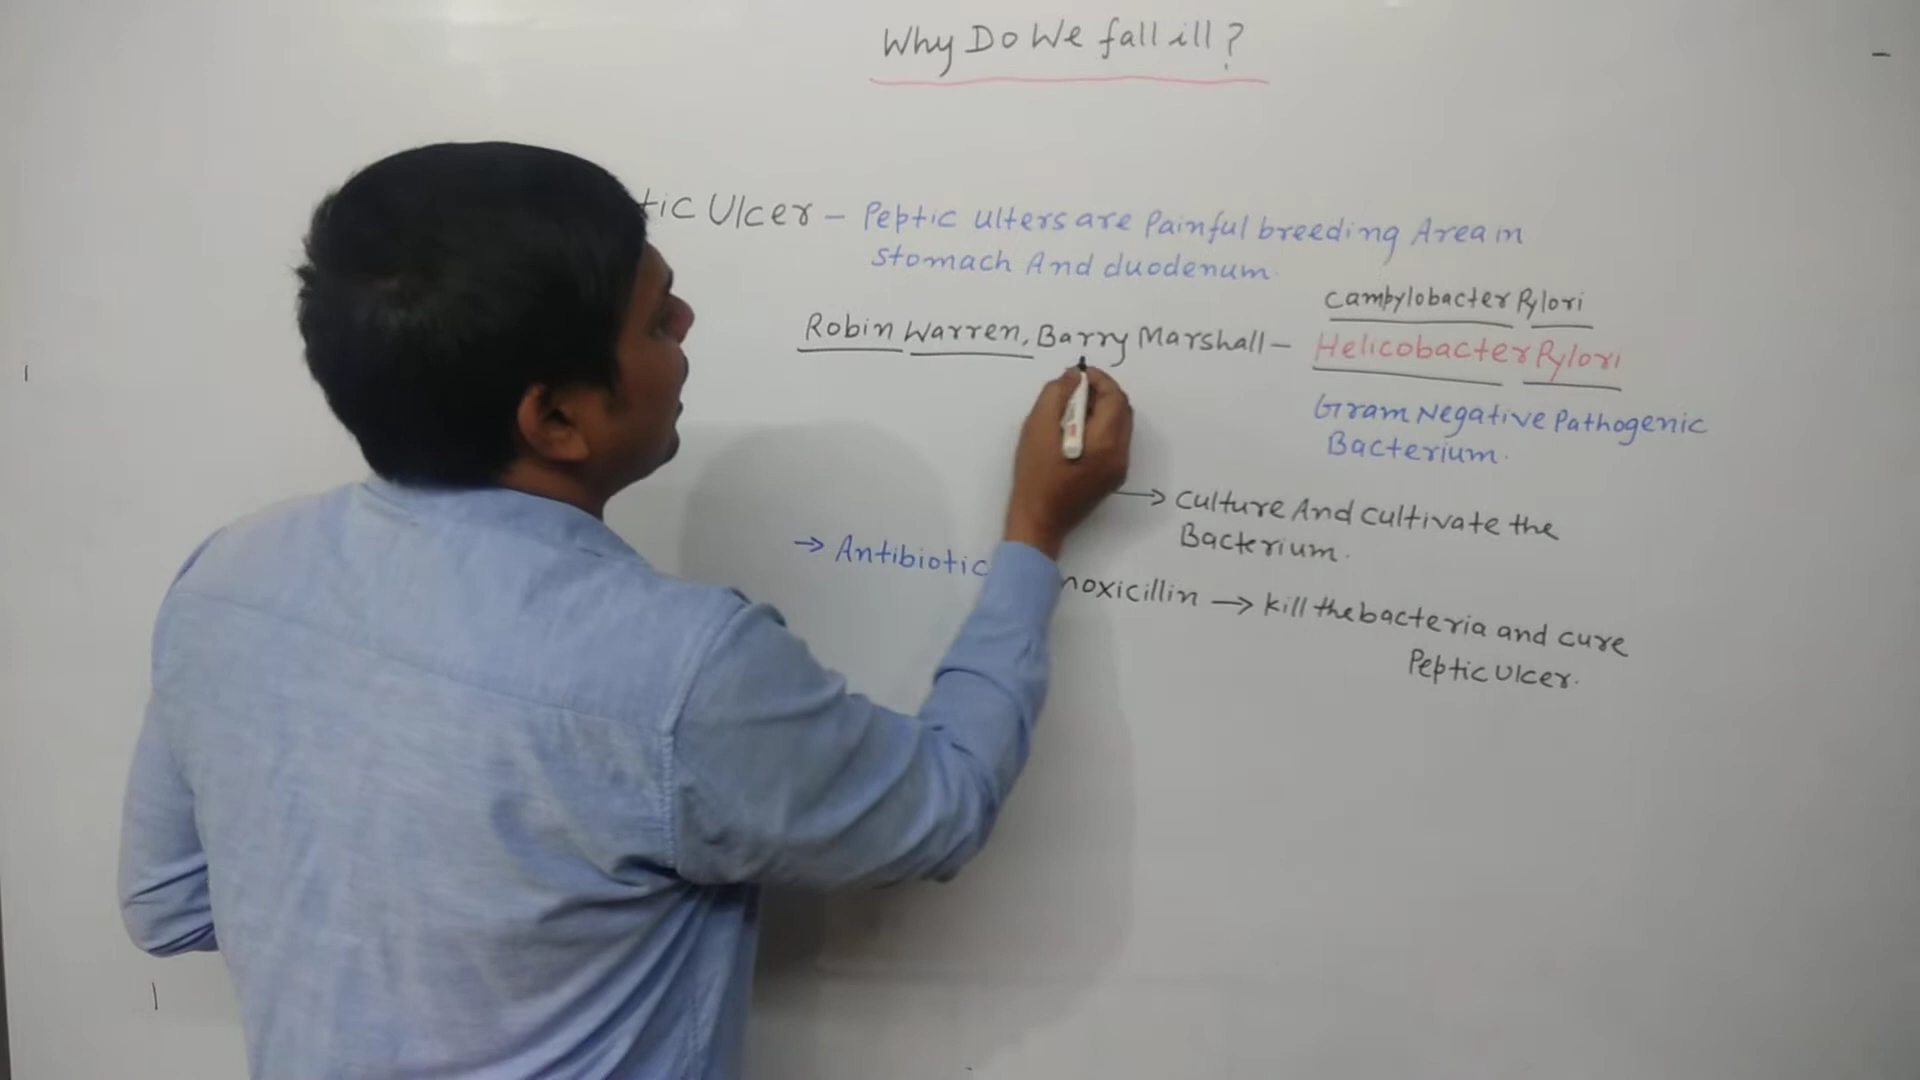 Why Do We fall ill?
tic Ulcer - Peptic ulters are Painful breeding Area in
Stomach And duodenum.
Campylobacter Pylori
Robin Warren, Barry Marshall - Helicobacter Pylori
Gram Negative Pathogenic
Bacterium.
→ Culture And cultivate the
Bacterium.
→ Antibiotic noxicillin → kill the bacteria and cure
Peptic Ulcer.